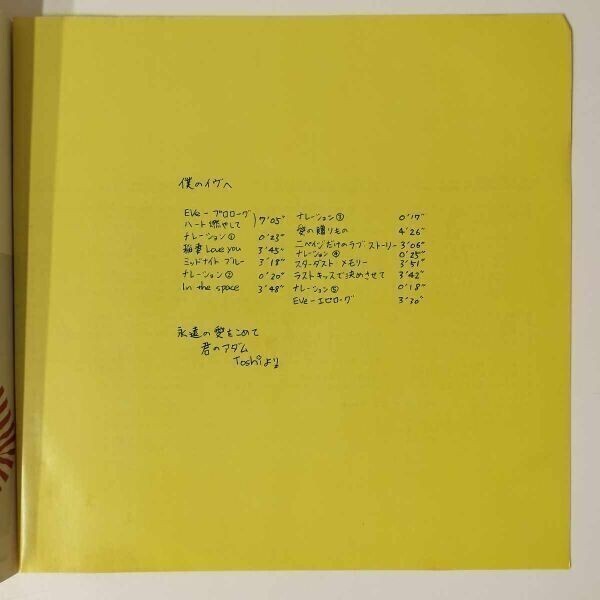 僕のイヴへ
Eve－プロローグ
ハート燃やして 7'05"
ナレーション① 0'23"
稲妻 Love you 3'45"
ミッドナイト ブルー 3'18"
ナレーション② 0'20"
In the space 3'48"
ナレーション③ 0'17"
愛の贈りもの 4'26"
二ページだけのラブ ストーリー 3'06"
ナレーション④ 0'25"
スターダスト メモリー 3'51"
ラストキッスで決めさせて 3'42"
ナレーション⑤ 0'18"
Eve－エピローグ 3'30"
永遠の愛をこめて
君のアダム
Toshiより